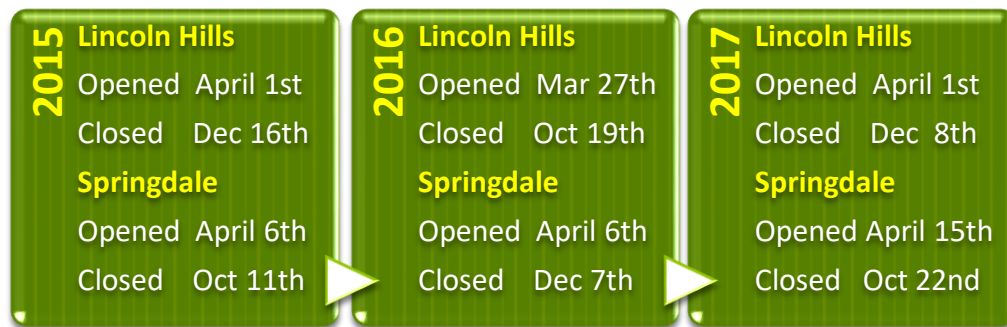 2015
Lincoln Hills
Opened April 1st
Closed Dec 16th
Springdale
Opened April 6th
Closed Oct 11th
2016
Lincoln Hills
Opened Mar 27th
Closed Oct 19th
Springdale
Opened April 6th
Closed Dec 7th
2017
Lincoln Hills
Opened April 1st
Closed Dec 8th
Springdale
Opened April 15th
Closed Oct 22nd